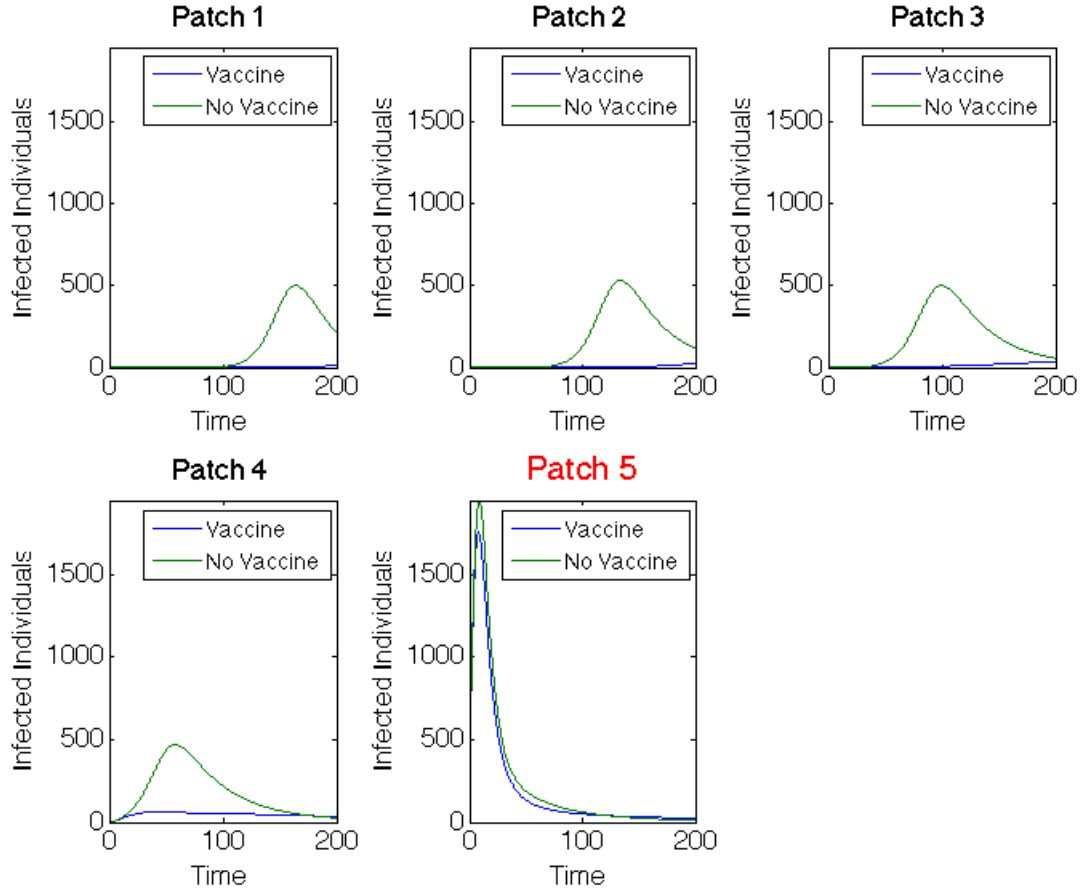 Patch 1
Infected Individuals
1500
1000
500
0
Vaccine
No Vaccine
0 100 200
Time
Patch 2
Infected Individuals
1500
1000
500
0
Vaccine
No Vaccine
0 100 200
Time
Patch 3
Infected Individuals
1500
1000
500
0
Vaccine
No Vaccine
0 100 200
Time
Patch 4
Infected Individuals
1500
1000
500
0
Vaccine
No Vaccine
0 100 200
Time
Patch 5
Infected Individuals
1500
1000
500
0
Vaccine
No Vaccine
0 100 200
Time